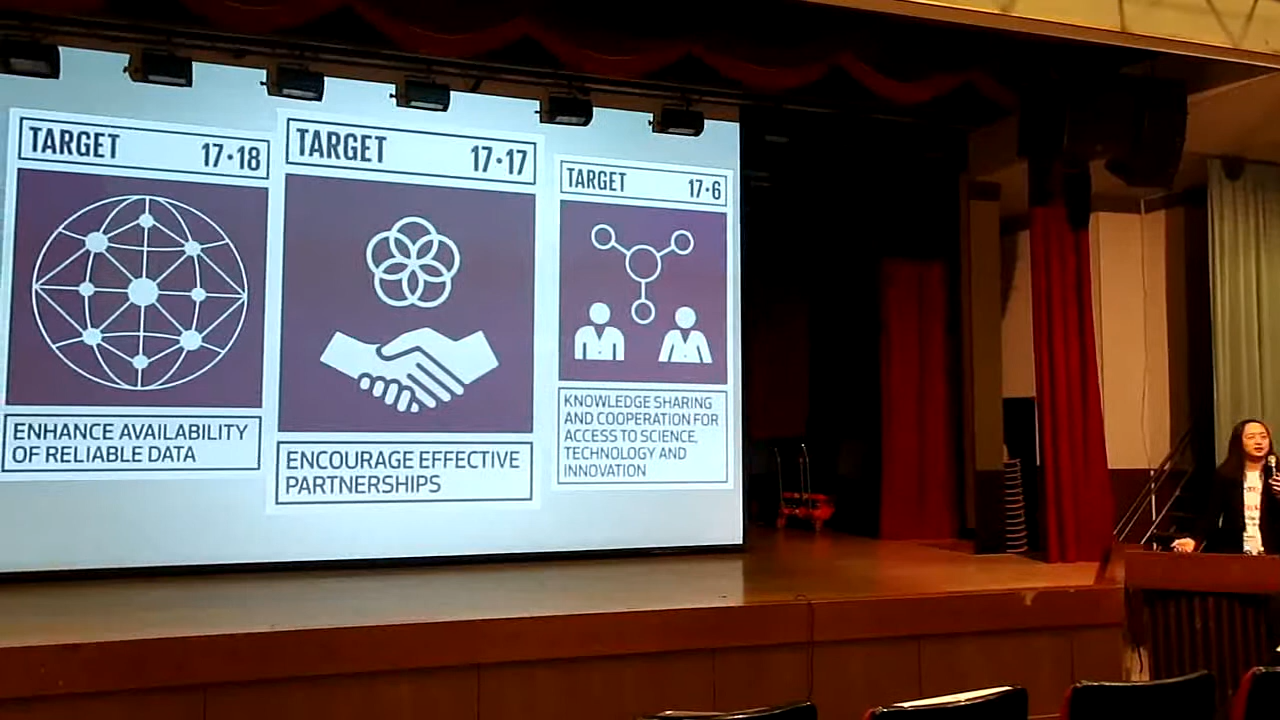 TARGET 17·18
ENHANCE AVAILABILITY
OF RELIABLE DATA
TARGET 17·17
ENCOURAGE EFFECTIVE
PARTNERSHIPS
TARGET 17·6
KNOWLEDGE SHARING
AND COOPERATION FOR
ACCESS TO SCIENCE,
TECHNOLOGY AND
INNOVATION